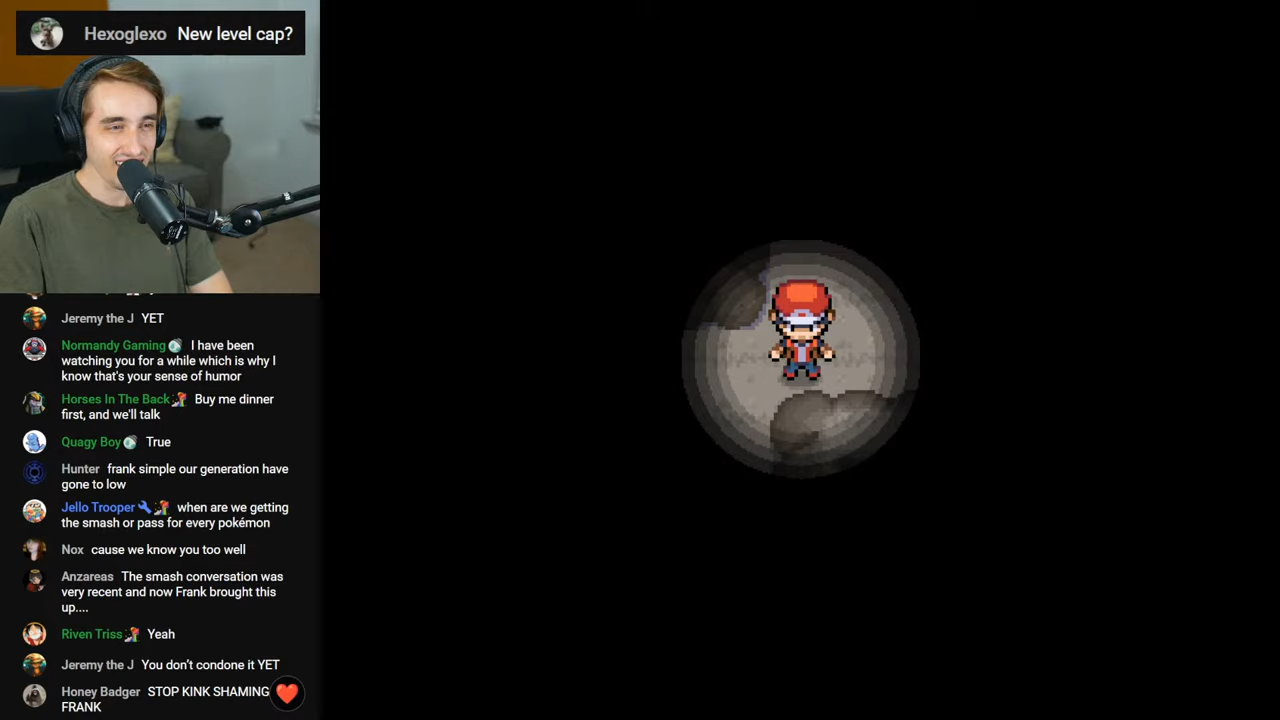 Hexoglexo New level cap?
Jeremy the J YET
Normandy Gaming I have been
watching you for a while which is why I
know that's your sense of humor
Horses In The Back Buy me dinner
first, and we'll talk
Quagy Boy True
Hunter frank simple our generation have
gone to low
Jello Trooper when are we getting
the smash or pass for every pokémon
Nox cause we know you too well
Anzareas The smash conversation was
very recent and now Frank brought this
up....
Riven Triss Yeah
Jeremy the J You don't condone it YET
Honey Badger STOP KINK SHAMING
FRANK